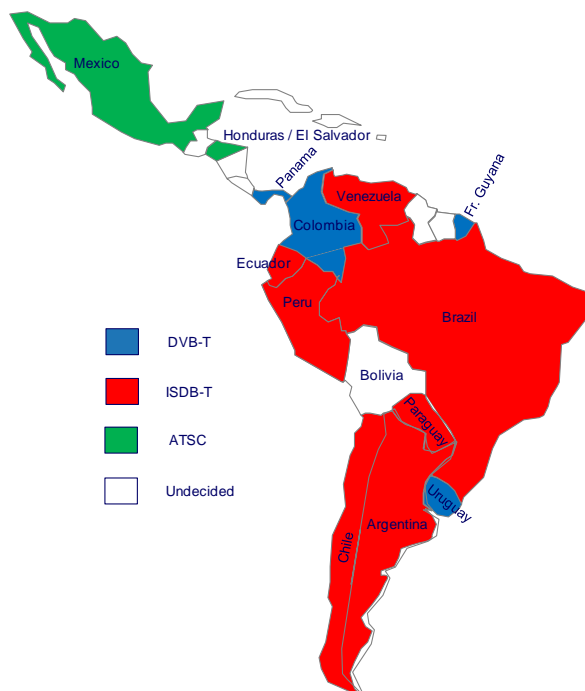 Mexico
Honduras / El Salvador
Panama
Venezuela
Fr. Guyana
Colombia
Ecuador
Peru
Brazil
DVB-T
Bolivia
ISDB-T
Paraguay
ATSC
Undecided
Uruguay
Argentina
Chile